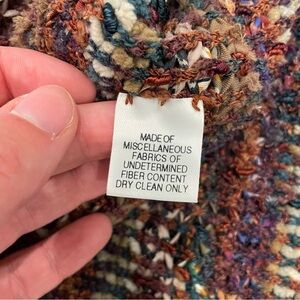 MADE OF
MISCELLANEOUS
FABRICS OF
UNDETERMINED
FIBER CONTENT
DRY CLEAN ONLY